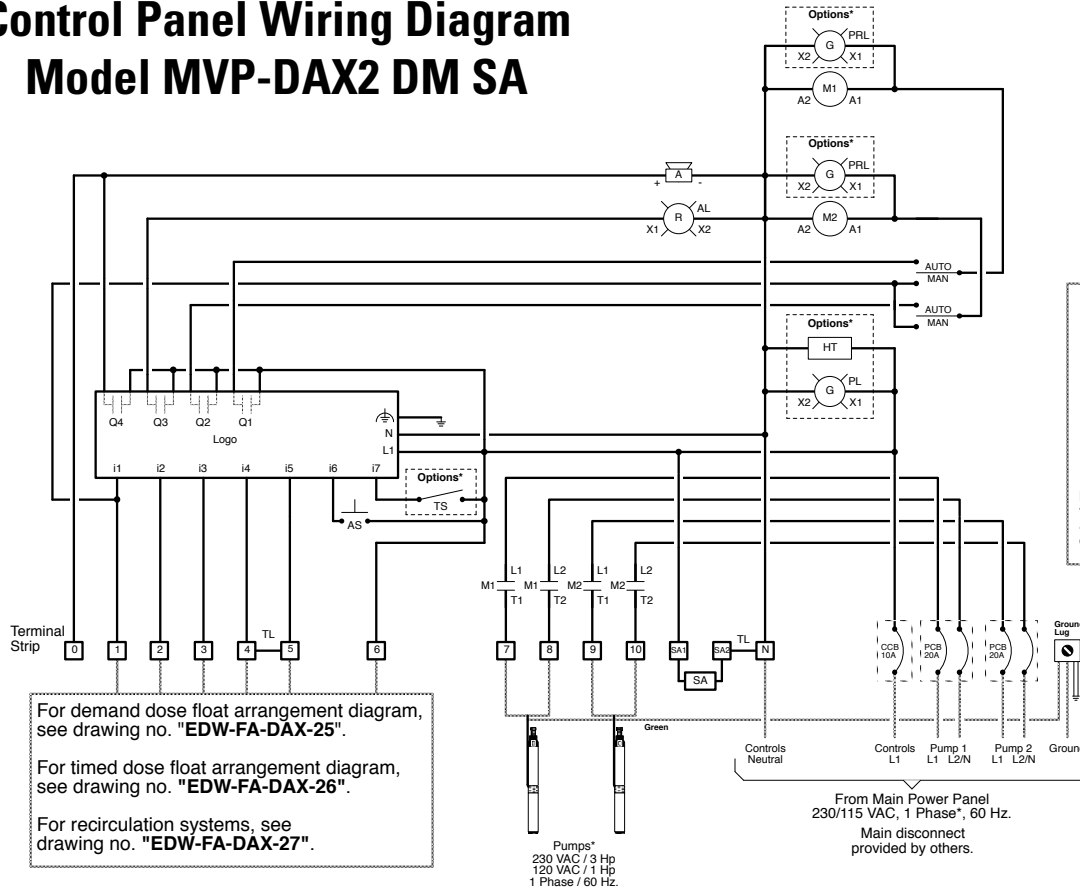 Control Panel Wiring Diagram
Model MVP-DAX2 DM SA
Options*
G
PRL
X2
X1
M1
A2
A1
Options*
A
+
-
G
PRL
X2
X1
R
AL
X1
X2
M2
A2
A1
AUTO
MAN
AUTO
MAN
Options*
HT
G
PL
X2
X1
Q4
Q3
Q2
Q1
Logo
N
L1
i1
i2
i3
i4
i5
i6
i7
Options*
TS
AS
L1
L2
L1
L2
M1
M1
M2
M2
T1
T2
T1
T2
Terminal
Strip
0
1
2
3
4
TL
5
6
7
8
9
10
SA1
SA2
TL
N
SA
CCB
10A
PCB
20A
PCB
20A
Ground
Lug
Green
For demand dose float arrangement diagram,
see drawing no. "EDW-FA-DAX-25".
For timed dose float arrangement diagram,
see drawing no. "EDW-FA-DAX-26".
For recirculation systems, see
drawing no. "EDW-FA-DAX-27".
Controls
Neutral
Controls
L1
Pump 1
L1 L2/N
Pump 2
L1 L2/N
Ground
From Main Power Panel
230/115 VAC, 1 Phase*, 60 Hz.
Main disconnect
provided by others.
Pumps*
230 VAC / 3 Hp
120 VAC / 1 Hp
1 Phase / 60 Hz.